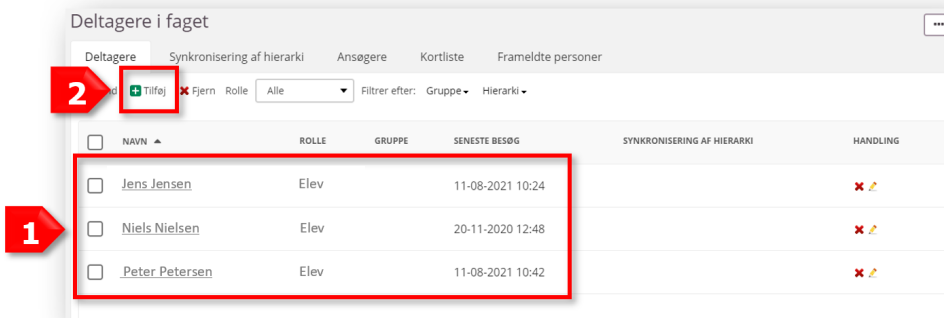 Deltagere i faget
Deltagere Synkronisering af hierarki Ansøgere Kortliste Frameldte personer
2 Tilføj Fjern Rolle Alle Filtrer efter: Gruppe Hierarki
NAVN ROLLE GRUPPE SENESTE BESØG SYNKRONISERING AF HIERARKI HANDLING
Jens Jensen Elev 11-08-2021 10:24
1 Niels Nielsen Elev 20-11-2020 12:48
Peter Petersen Elev 11-08-2021 10:42